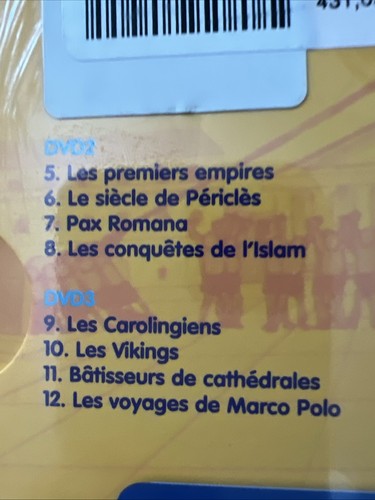 DVD2
5. Les premiers empires
6. Le siècle de Périclès
7. Pax Romana
8. Les conquêtes de l'Islam
DVD3
9. Les Carolingiens
10. Les Vikings
11. Bâtisseurs de cathédrales
12. Les voyages de Marco Polo